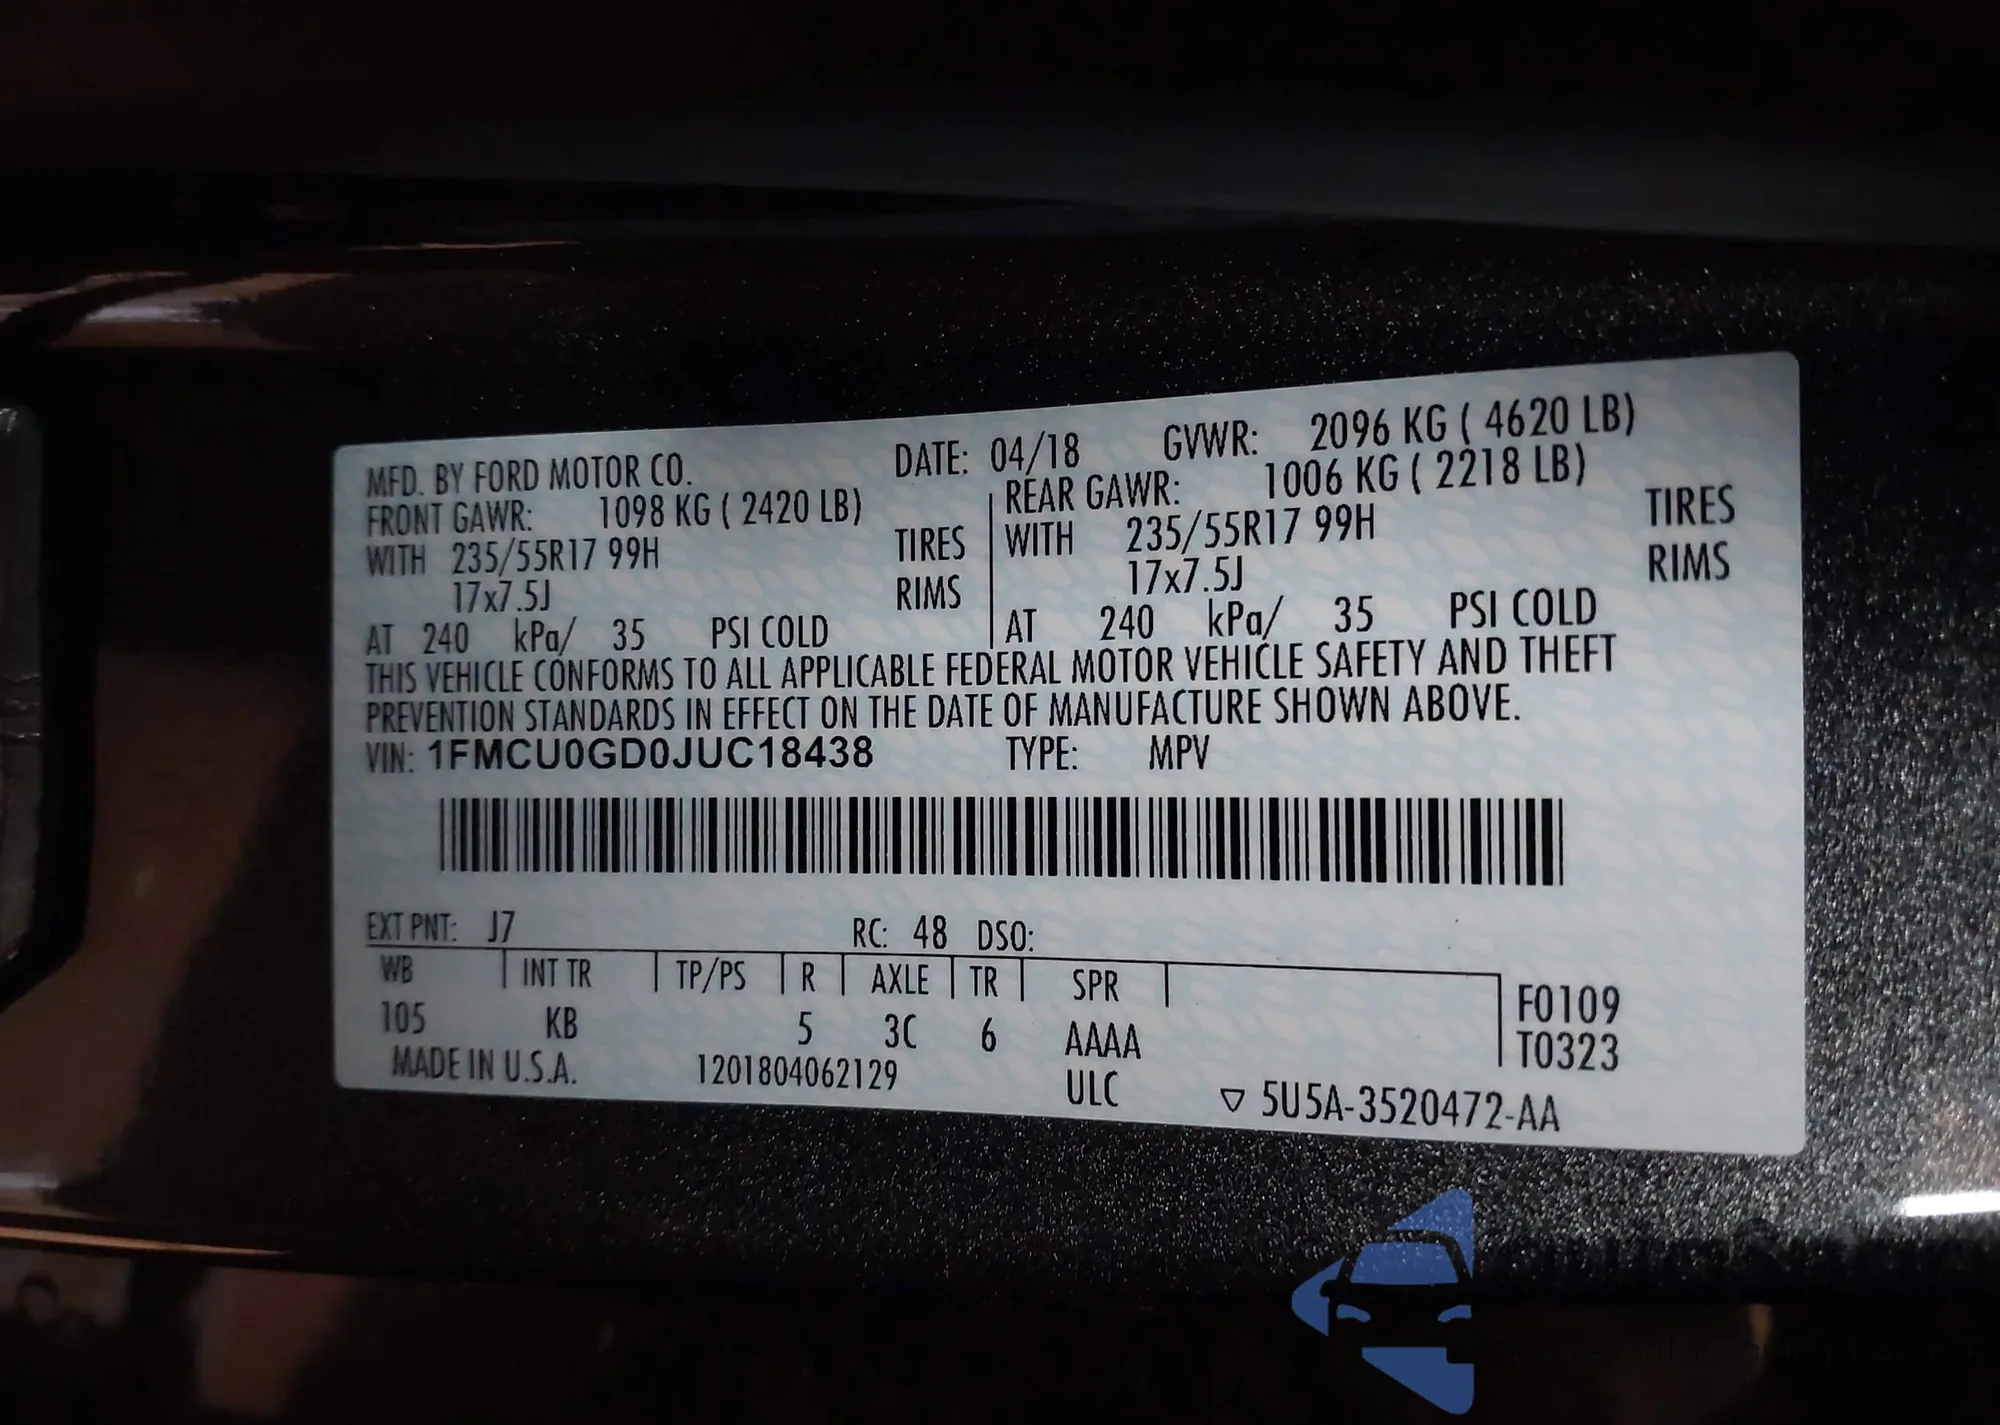 MFD. BY FORD MOTOR CO. DATE: 04/18 GVWR: 2096 KG ( 4620 LB)
FRONT GAWR: 1098 KG ( 2420 LB) REAR GAWR: 1006 KG ( 2218 LB)
WITH 235/55R17 99H TIRES WITH 235/55R17 99H TIRES
17x7.5J RIMS 17x7.5J RIMS
AT 240 kPa/ 35 PSI COLD AT 240 kPa/ 35 PSI COLD
THIS VEHICLE CONFORMS TO ALL APPLICABLE FEDERAL MOTOR VEHICLE SAFETY AND THEFT
PREVENTION STANDARDS IN EFFECT ON THE DATE OF MANUFACTURE SHOWN ABOVE.
VIN: 1FMCU0GD0JUC18438 TYPE: MPV
EXT PNT: J7 RC: 48 DSO:
WB INT TR TP/PS R AXLE TR SPR F0109
105 KB 5 3C 6 AAAA T0323
MADE IN U.S.A. 1201804062129 ULC ▽ 5U5A-3520472-AA